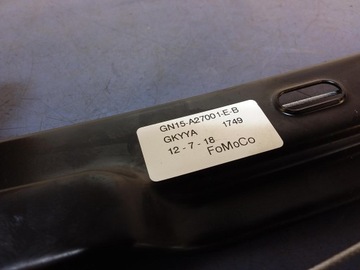 GN15-A27001-E-B
GKYYA 1749
12-7-18 FoMoCo